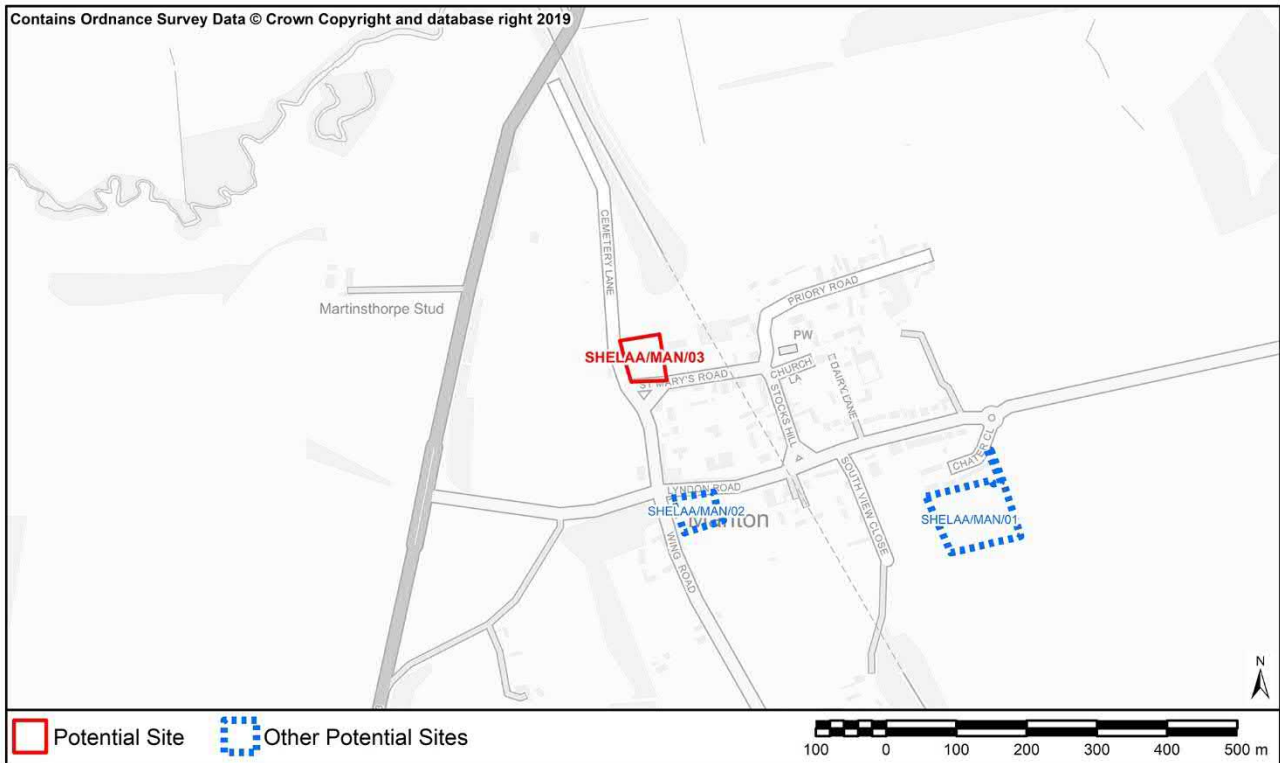 Contains Ordnance Survey Data © Crown Copyright and database right 2019
CEMETERY LANE
Martinsthorpe Stud
PRIORY ROAD
PW
SHELAA/MAN/03
ST MARY'S ROAD
CHURCH
LA
DAIRY LANE
STOCKS HILL
CHATER CL
LYNDON ROAD
SHELAA/MAN/02
Manton
SOUTH VIEW CLOSE
SHELAA/MAN/01
WING ROAD
N
Potential Site
Other Potential Sites
100 0 100 200 300 400 500 m